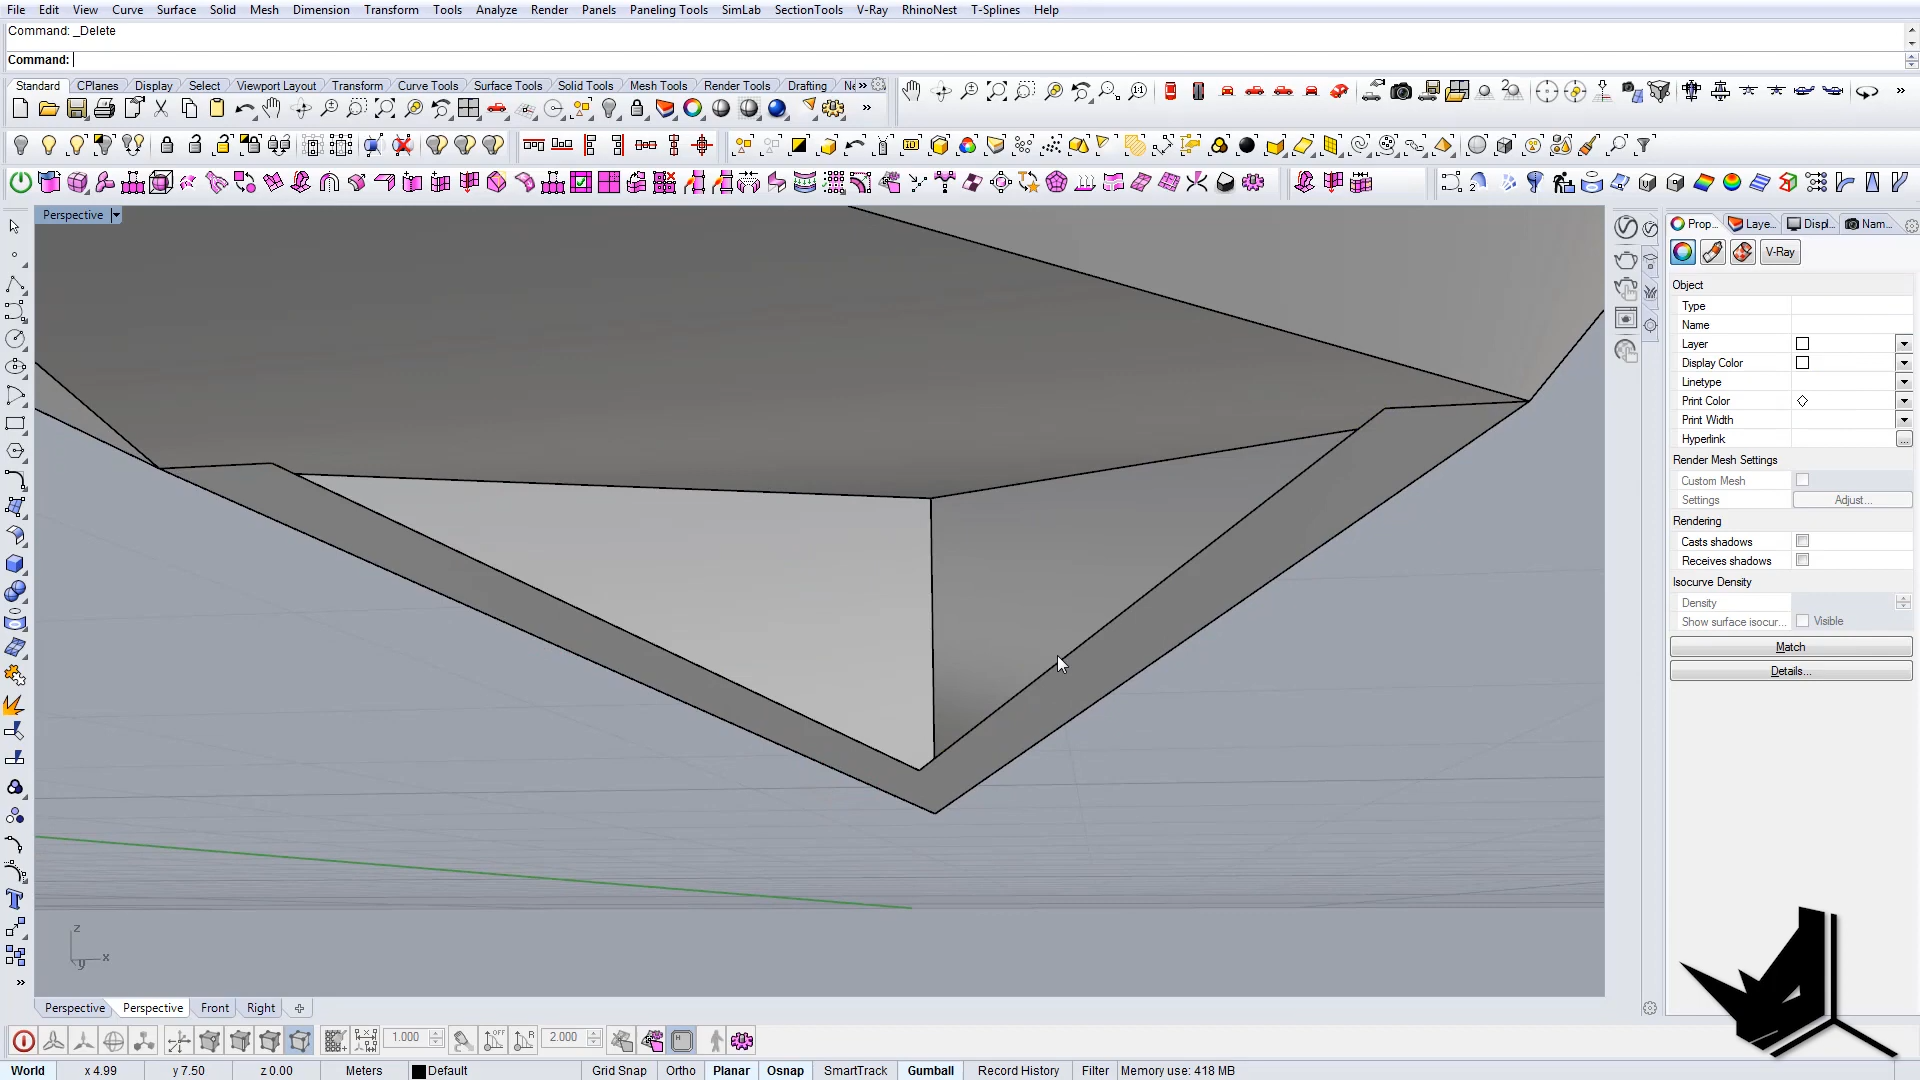 File Edit View Curve Surface Solid Mesh Dimension Transform Tools Analyze Render Panels Paneling Tools SimLab SectionTools V-Ray RhinoNest T-Splines Help
Command: _Delete
Command:
Standard CPlanes Display Select Viewport Layout Transform Curve Tools Surface Tools Solid Tools Mesh Tools Render Tools Drafting
Perspective
Prop... Laye... Displ... Nam...
V-Ray
Object
Type
Name
Layer
Display Color
Linetype
Print Color
Print Width
Hyperlink ...
Render Mesh Settings
Custom Mesh
Settings Adjust...
Rendering
Casts shadows
Receives shadows
Isocurve Density
Density
Show surface isocur... Visible
Match
Details...
z
x
y
Perspective Perspective Front Right
1.000 2.000
World x 4.99 y 7.50 z 0.00 Meters Default Grid Snap Ortho Planar Osnap SmartTrack Gumball Record History Filter Memory use: 418 MB